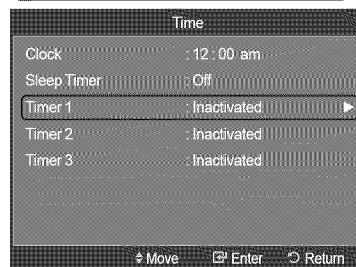 Time
Clock : 12 : 00 am
Sleep Timer : Off
Timer 1 : Inactivated
Timer 2 : Inactivated
Timer 3 : Inactivated
Move Enter Return